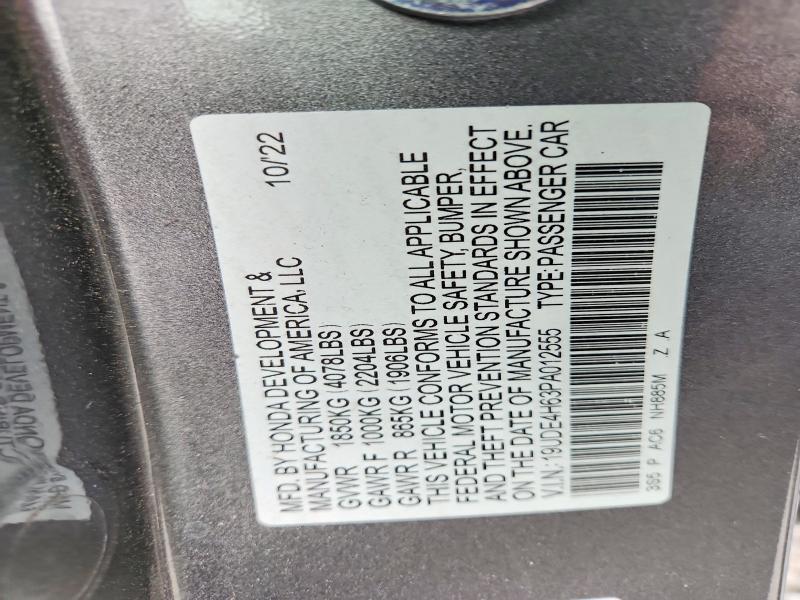 MFD. BY HONDA DEVELOPMENT & 10/'22
MANUFACTURING OF AMERICA, LLC
GVWR 1850KG (4078LBS)
GAWR F 1000KG (2204LBS)
GAWR R 865KG (1906LBS)
THIS VEHICLE CONFORMS TO ALL APPLICABLE
FEDERAL MOTOR VEHICLE SAFETY, BUMPER,
AND THEFT PREVENTION STANDARDS IN EFFECT
ON THE DATE OF MANUFACTURE SHOWN ABOVE.
V.I.N.: 19UDE4H63PA012555 TYPE:PASSENGER CAR
3S5 P AC6 NH885M Z A